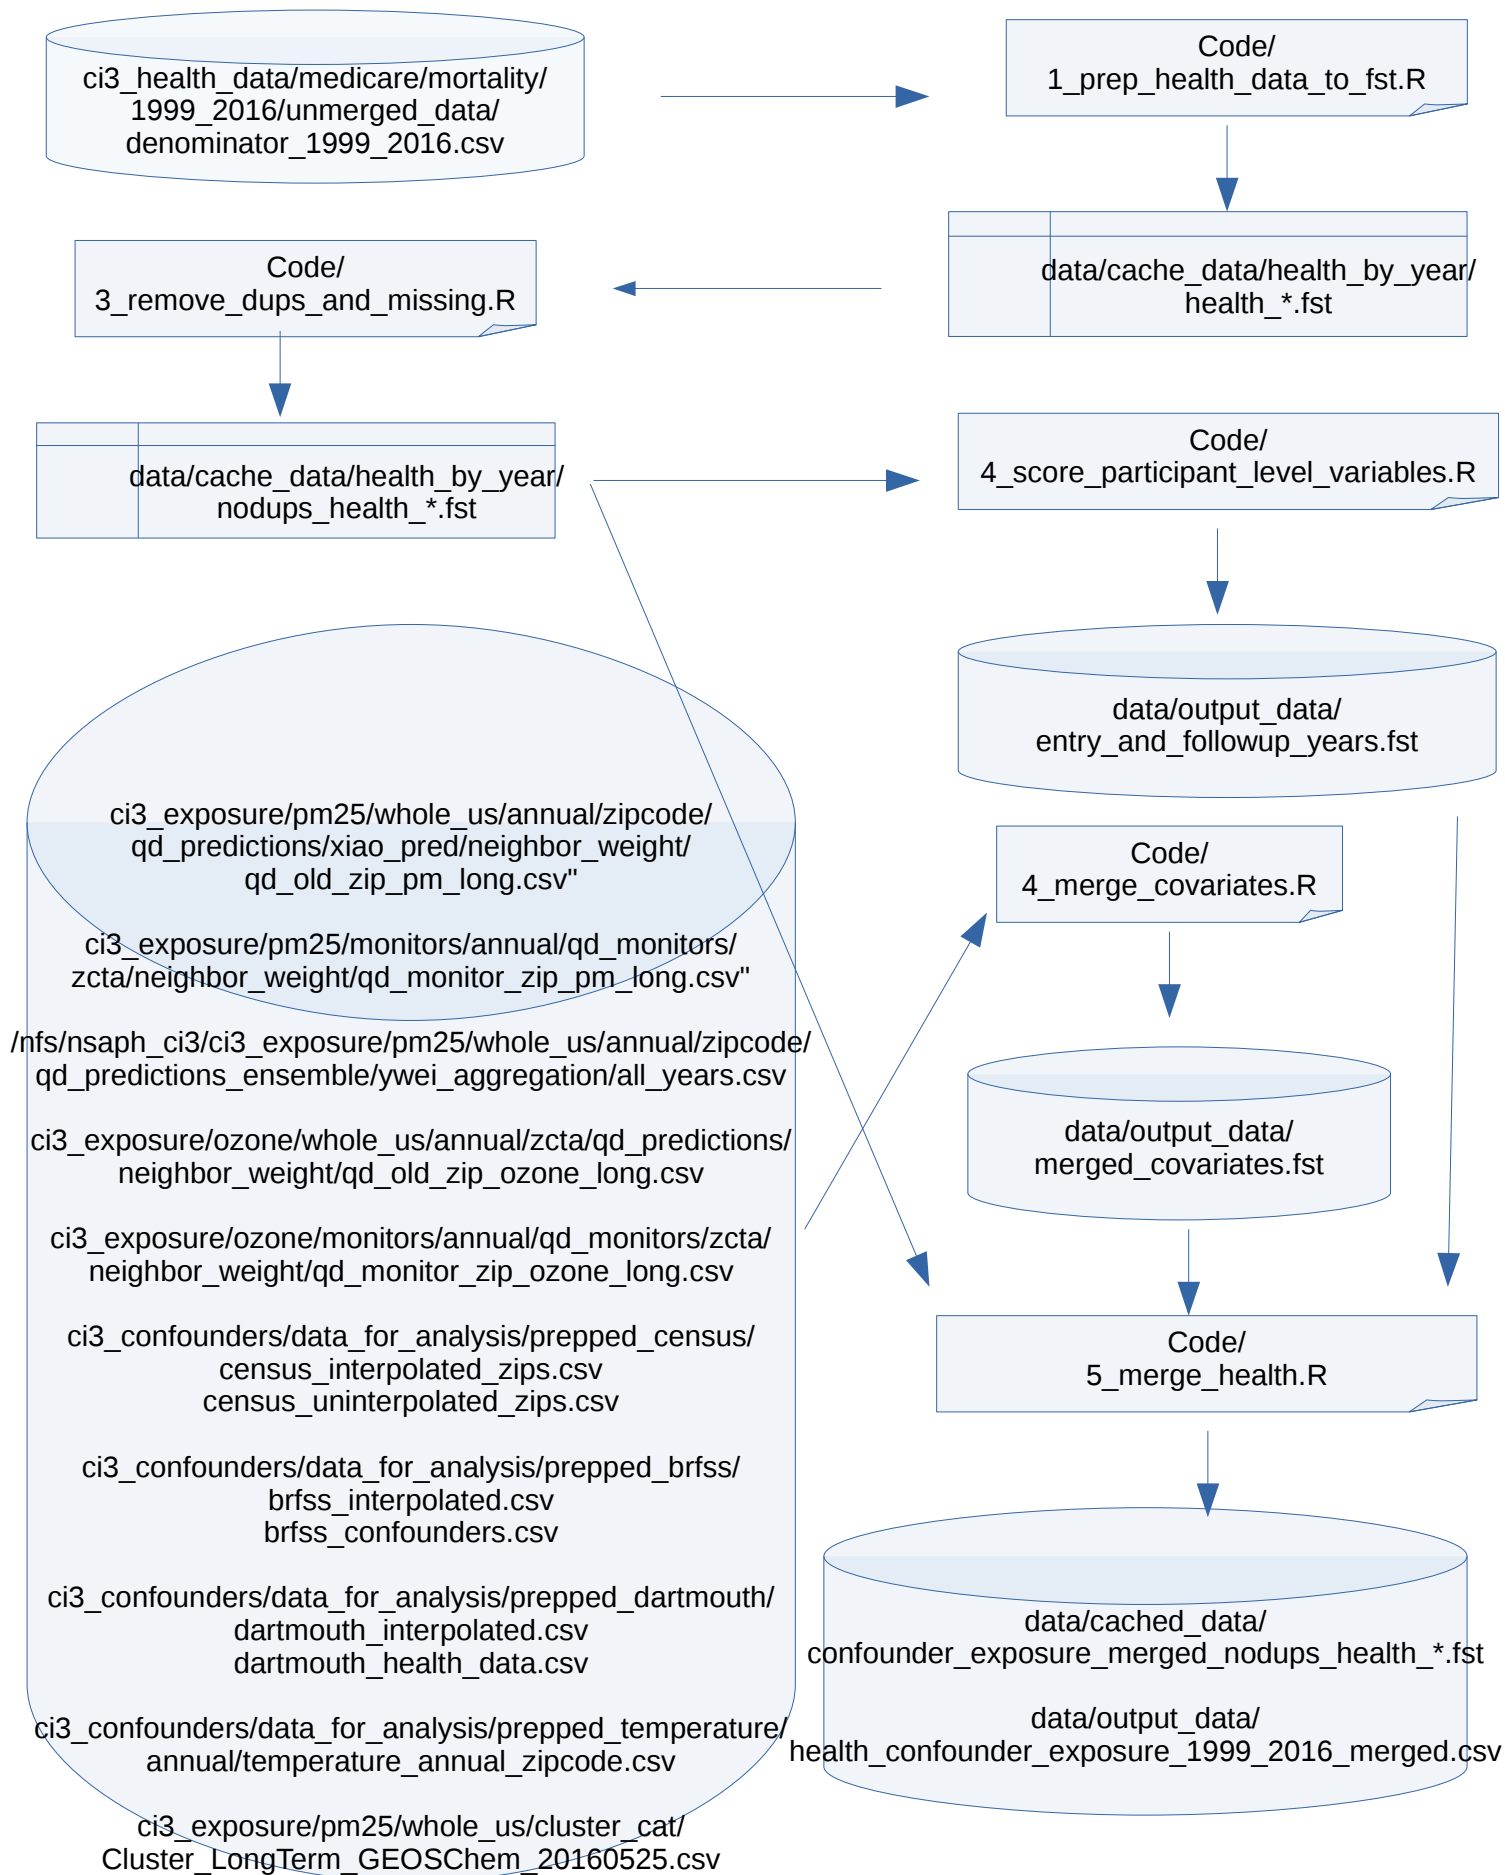 ci3_health_data/medicare/mortality/
1999_2016/unmerged_data/
denominator_1999_2016.csv
Code/
1_prep_health_data_to_fst.R
Code/
3_remove_dups_and_missing.R
data/cache_data/health_by_year/
health_*.fst
data/cache_data/health_by_year/
nodups_health_*.fst
Code/
4_score_participant_level_variables.R
data/output_data/
entry_and_followup_years.fst
ci3_exposure/pm25/whole_us/annual/zipcode/
qd_predictions/xiao_pred/neighbor_weight/
qd_old_zip_pm_long.csv"
ci3_exposure/pm25/monitors/annual/qd_monitors/
zcta/neighbor_weight/qd_monitor_zip_pm_long.csv"
/nfs/nsaph_ci3/ci3_exposure/pm25/whole_us/annual/zipcode/
qd_predictions_ensemble/ywei_aggregation/all_years.csv
ci3_exposure/ozone/whole_us/annual/zcta/qd_predictions/
neighbor_weight/qd_old_zip_ozone_long.csv
ci3_exposure/ozone/monitors/annual/qd_monitors/zcta/
neighbor_weight/qd_monitor_zip_ozone_long.csv
ci3_confounders/data_for_analysis/prepped_census/
census_interpolated_zips.csv
census_uninterpolated_zips.csv
ci3_confounders/data_for_analysis/prepped_brfss/
brfss_interpolated.csv
brfss_confounders.csv
ci3_confounders/data_for_analysis/prepped_dartmouth/
dartmouth_interpolated.csv
dartmouth_health_data.csv
ci3_confounders/data_for_analysis/prepped_temperature/
annual/temperature_annual_zipcode.csv
ci3_exposure/pm25/whole_us/cluster_cat/
Cluster_LongTerm_GEOSChem_20160525.csv
Code/
4_merge_covariates.R
data/output_data/
merged_covariates.fst
Code/
5_merge_health.R
data/cached_data/
confounder_exposure_merged_nodups_health_*.fst
data/output_data/
health_confounder_exposure_1999_2016_merged.csv